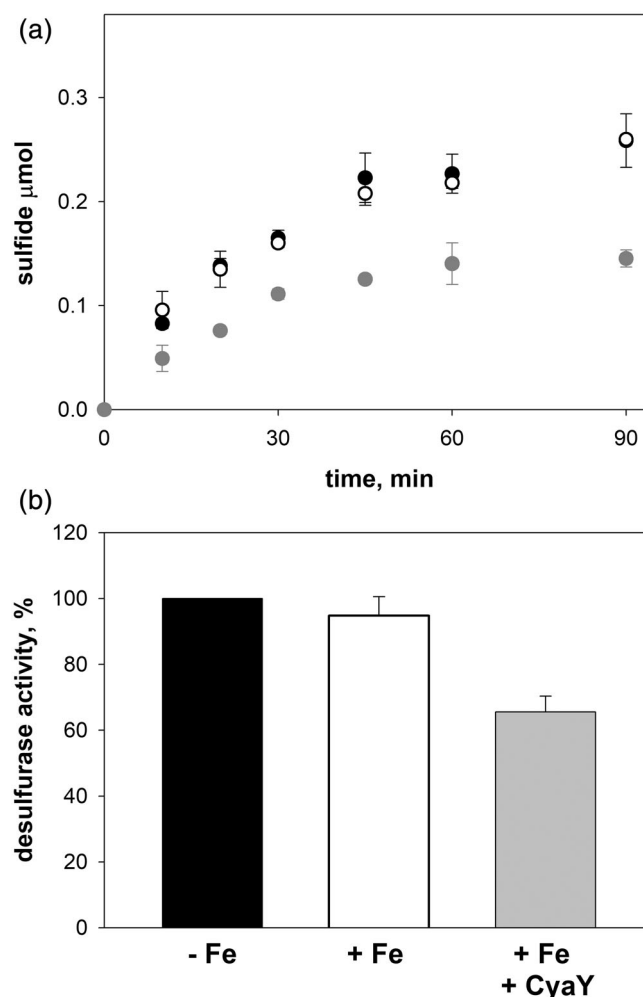 (a)
sulfide μmol
0.3
0.2
0.1
0.0
0 30 60 90
time, min
(b)
desulfurase activity, %
120
100
80
60
40
20
0
- Fe + Fe + Fe
+ CyaY